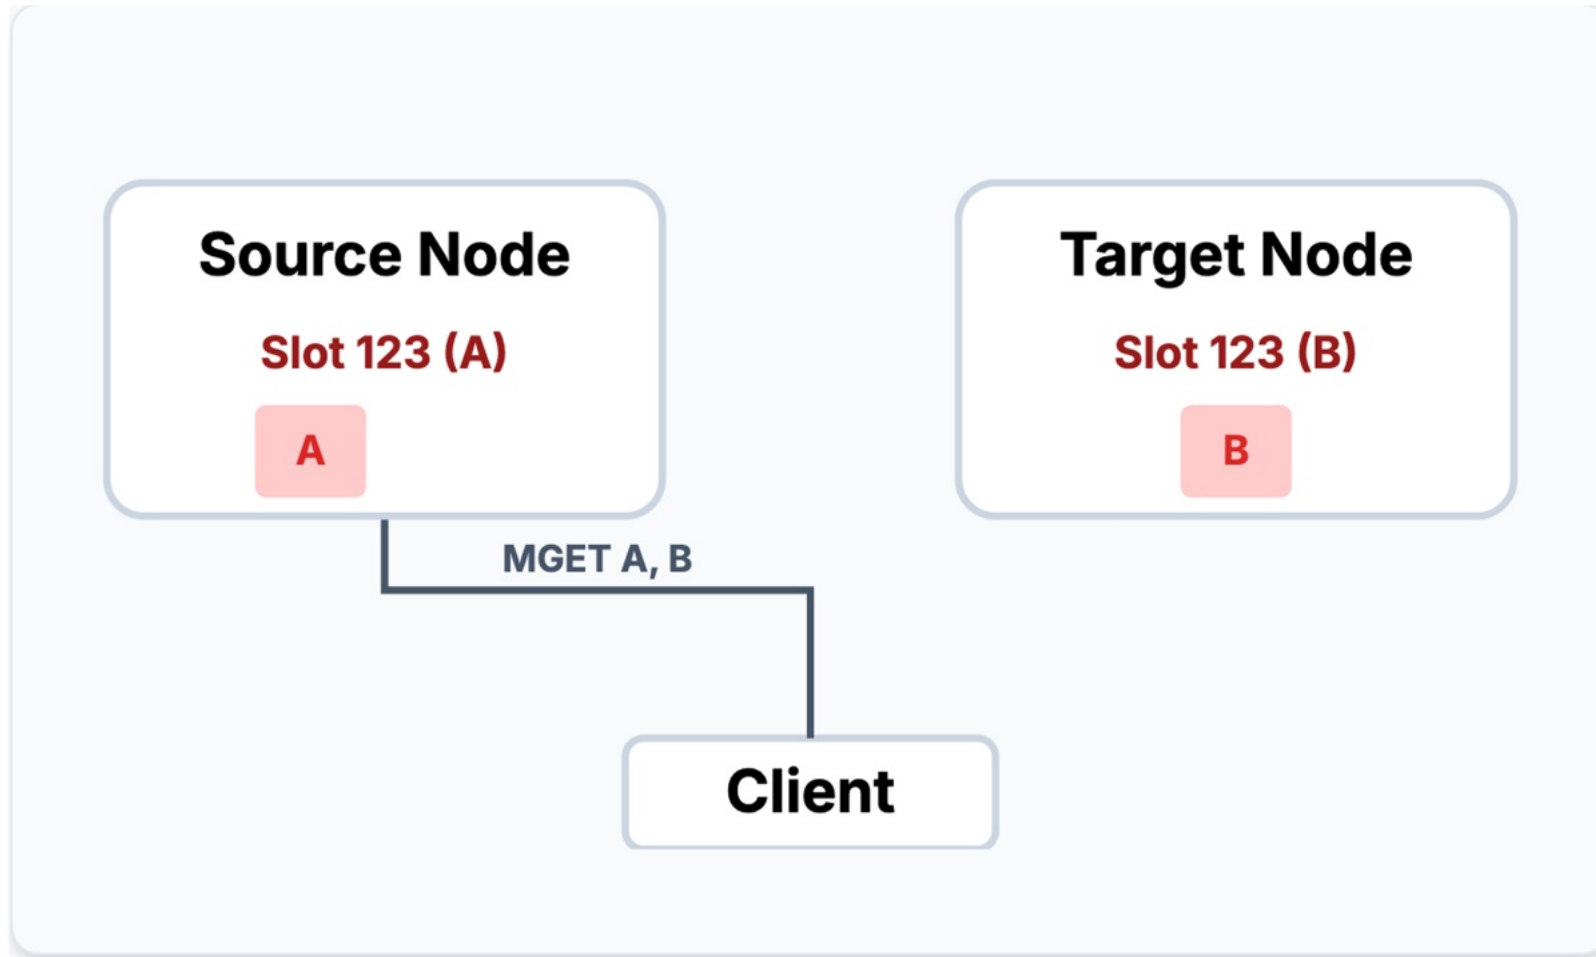 Source Node
Slot 123 (A)
A
Target Node
Slot 123 (B)
B
MGET A, B
Client